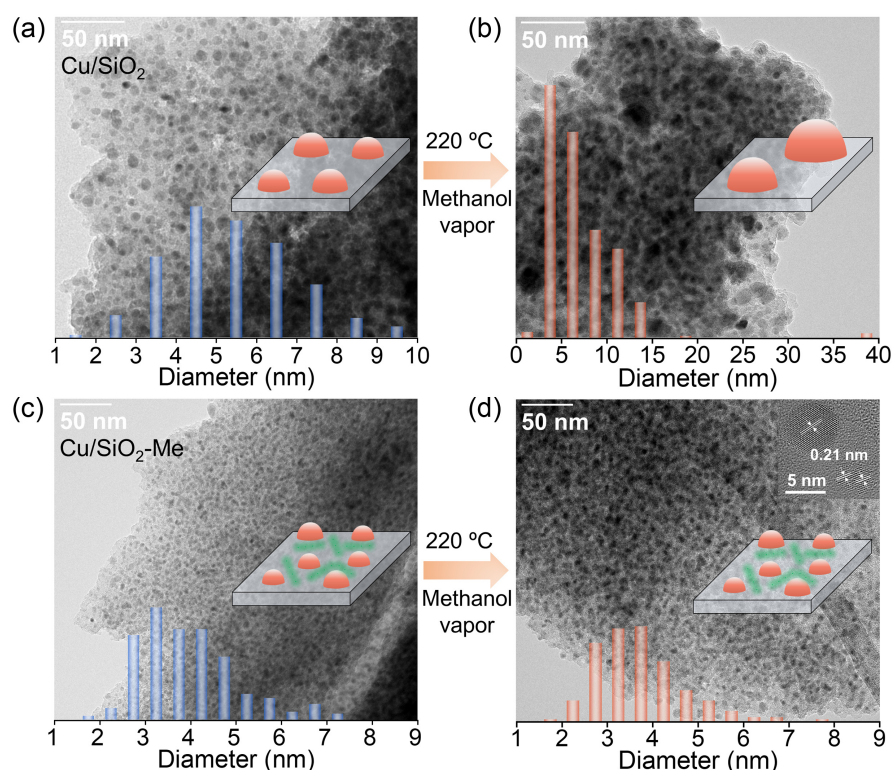 (a)
50 nm
Cu/SiO₂
1 2 3 4 5 6 7 8 9 10
Diameter (nm)
220 ºC
Methanol
vapor
(b)
50 nm
0 5 10 15 20 25 30 35 40
Diameter (nm)
(c)
50 nm
Cu/SiO₂-Me
1 2 3 4 5 6 7 8 9
Diameter (nm)
220 ºC
Methanol
vapor
(d)
50 nm
0.21 nm
5 nm
1 2 3 4 5 6 7 8 9
Diameter (nm)